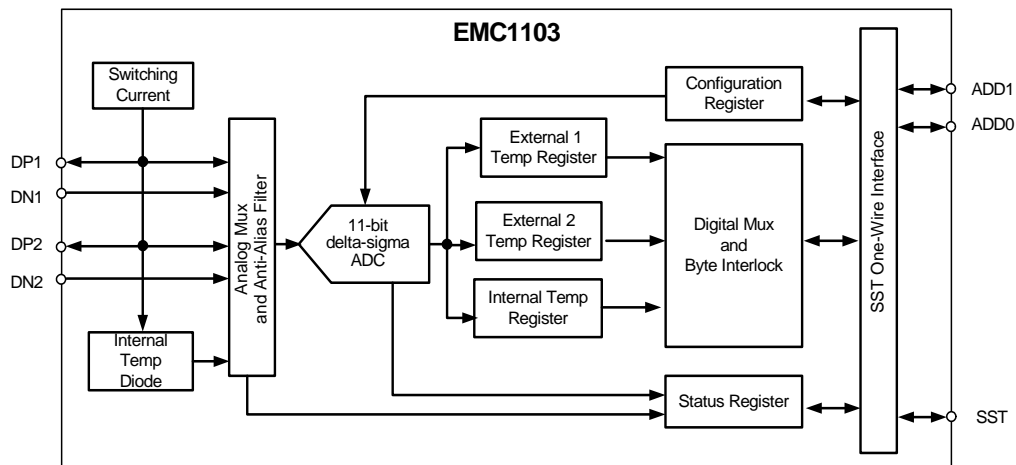 EMC1103
Switching
Current
Configuration
Register
ADD1
ADD0
External 1
Temp Register
DP1
DN1
DP2
DN2
Analog Mux
and Anti-Alias Filter
11-bit
delta-sigma
ADC
External 2
Temp Register
Digital Mux
and
Byte Interlock
SST One-Wire Interface
Internal Temp
Register
Internal
Temp
Diode
Status Register
SST